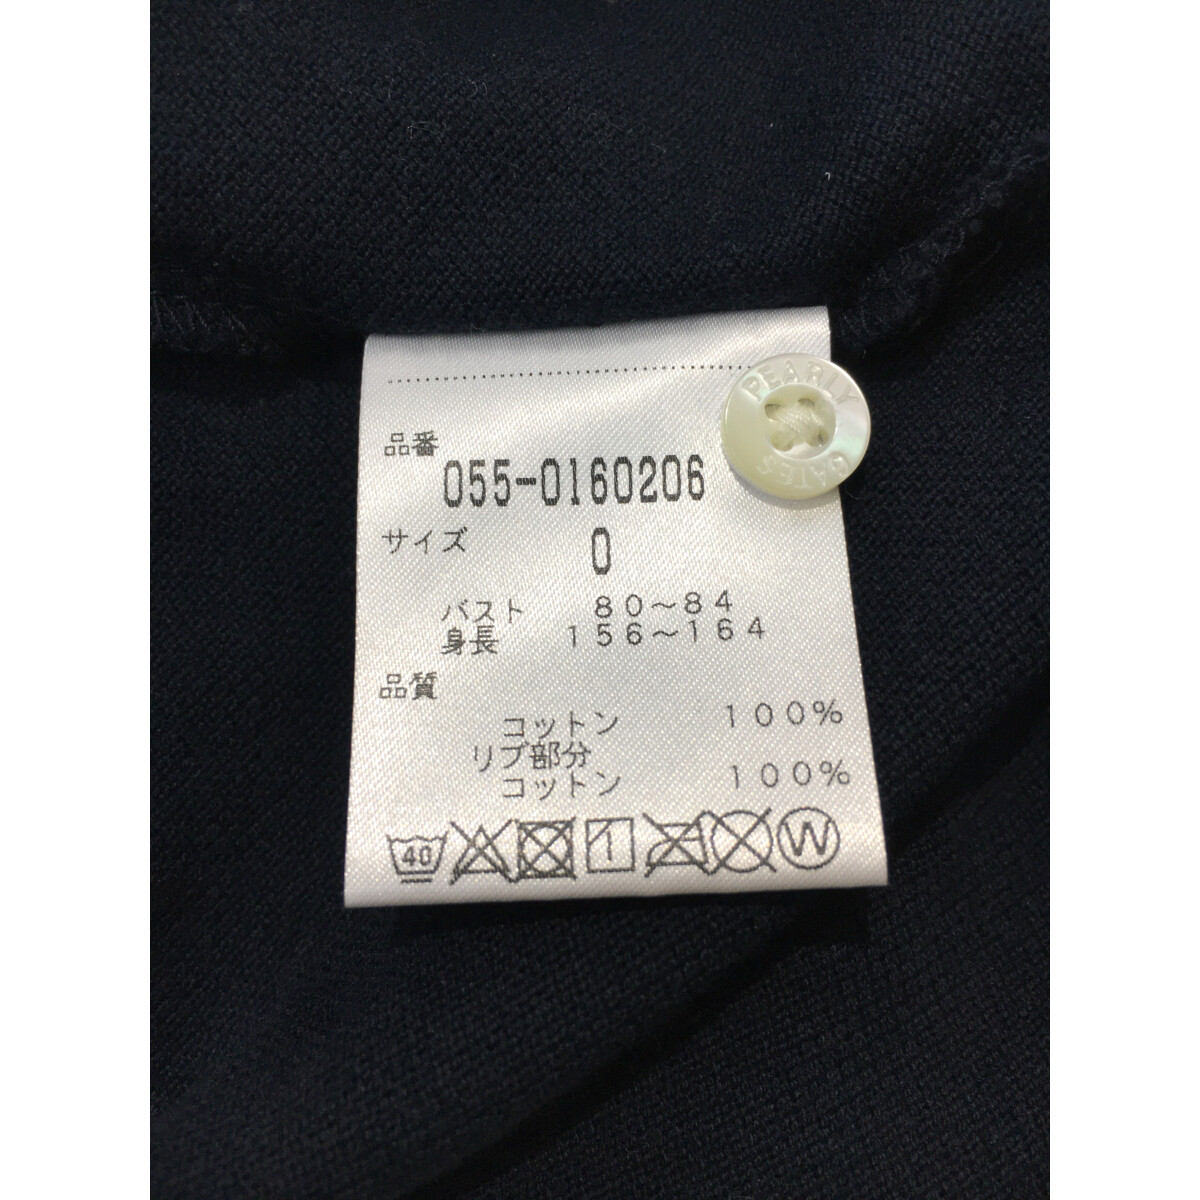 PEARLY
GATES
品番
055-0160206
サイズ 0
バスト 80～84
身長 156～164
品質
コットン 100%
リブ部分
コットン 100%
40 1 W